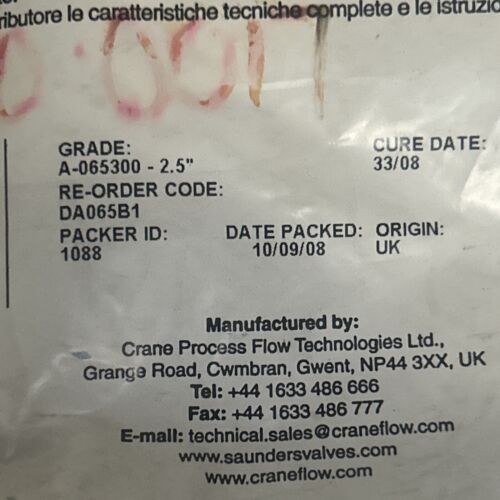 ributore le caratteristiche tecniche complete e le istruzio
GRADE: CURE DATE:
A-065300 - 2.5" 33/08
RE-ORDER CODE:
DA065B1
PACKER ID: DATE PACKED: ORIGIN:
1088 10/09/08 UK
Manufactured by:
Crane Process Flow Technologies Ltd.,
Grange Road, Cwmbran, Gwent, NP44 3XX, UK
Tel: +44 1633 486 666
Fax: +44 1633 486 777
E-mail: technical.sales@craneflow.com
www.saundersvalves.com
www.craneflow.com